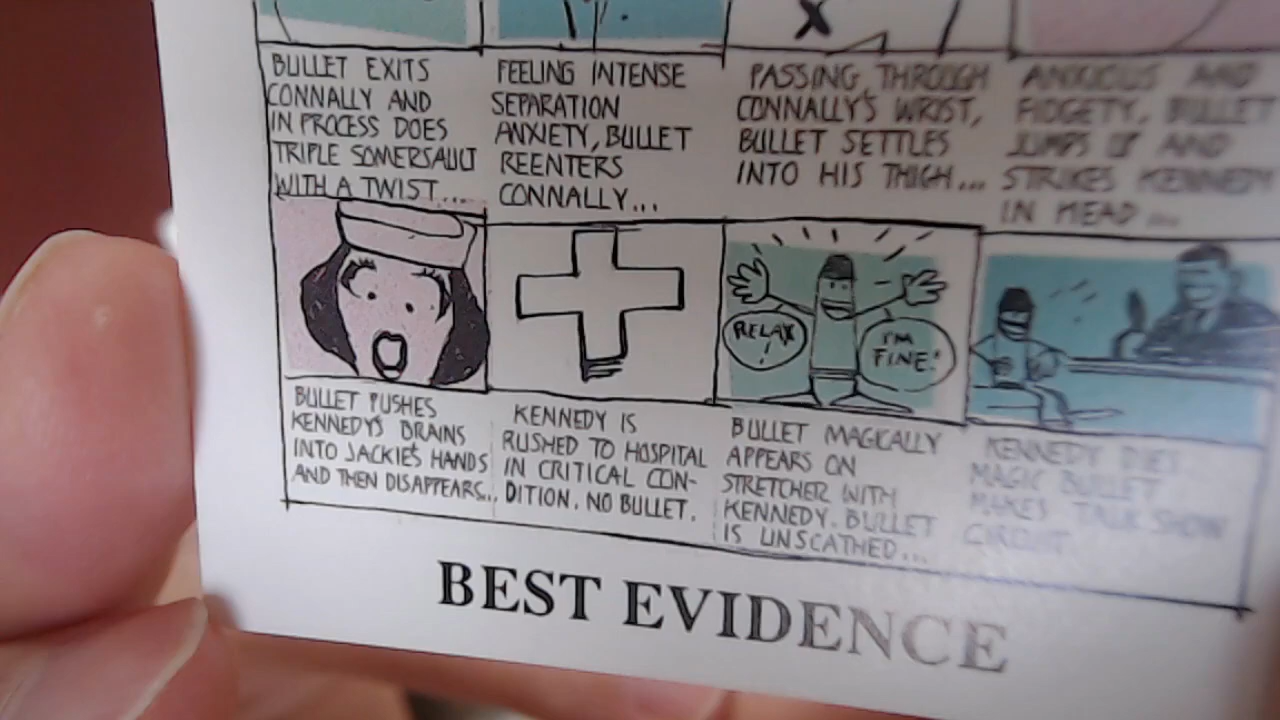 BULLET EXITS
CONNALLY AND
IN PROCESS DOES
TRIPLE SOMERSAULT
WITH A TWIST...
FEELING INTENSE
SEPARATION
ANXIETY, BULLET
REENTERS
CONNALLY...
PASSING THROUGH
CONNALLY'S WRIST,
BULLET SETTLES
INTO HIS THIGH...
ANXIOUS AND
FIDGETY, BULLET
JUMPS UP AND
STRIKES KENNEDY
IN HEAD...
BULLET PUSHES
KENNEDY'S BRAINS
INTO JACKIE'S HANDS
AND THEN DISAPPEARS...
KENNEDY IS
RUSHED TO HOSPITAL
IN CRITICAL CON-
DITION. NO BULLET.
RELAX!
I'M
FINE!
BULLET MAGICALLY
APPEARS ON
STRETCHER WITH
KENNEDY. BULLET
IS UNSCATHED...
KENNEDY DIES.
MAGIC BULLET
MAKES TALK SHOW
CIRCUIT.
BEST EVIDENCE